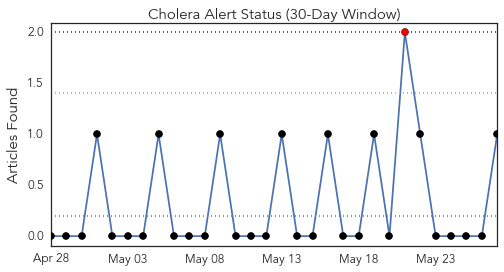 Cholera Alert Status (30-Day Window)
Articles Found
2.0
1.5
1.0
0.5
0.0
Apr 28 May 03 May 08 May 13 May 18 May 23